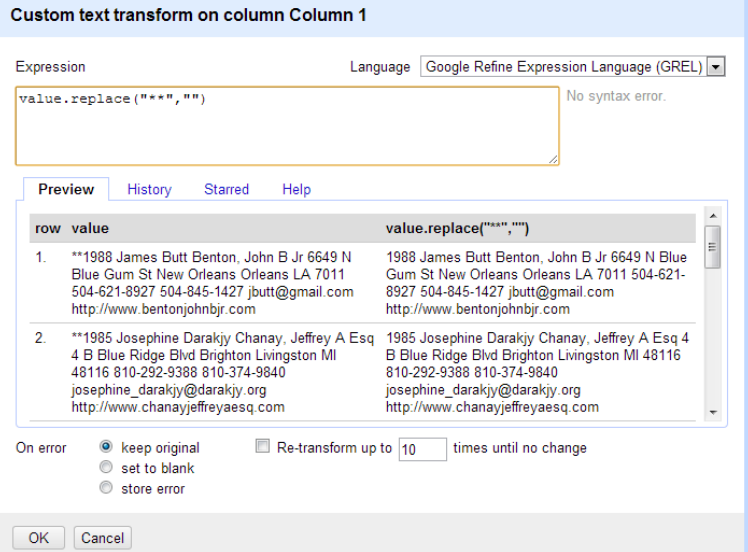 Custom text transform on column Column 1
Expression
Language Google Refine Expression Language (GREL)
value.replace("**","")
No syntax error.
Preview History Starred Help
row value value.replace("**","")
1. **1988 James Butt Benton, John B Jr 6649 N 1988 James Butt Benton, John B Jr 6649 N Blue
Blue Gum St New Orleans Orleans LA 7011 Gum St New Orleans Orleans LA 7011 504-621-
504-621-8927 504-845-1427 jbutt@gmail.com 8927 504-845-1427 jbutt@gmail.com
http://www.bentonjohnbjr.com http://www.bentonjohnbjr.com
2. **1985 Josephine Darakjy Chanay, Jeffrey A Esq 1985 Josephine Darakjy Chanay, Jeffrey A Esq 4
4 B Blue Ridge Blvd Brighton Livingston MI B Blue Ridge Blvd Brighton Livingston MI 48116
48116 810-292-9388 810-374-9840 810-292-9388 810-374-9840
josephine_darakjy@darakjy.org josephine_darakjy@darakjy.org
http://www.chanayjeffreyaesq.com http://www.chanayjeffreyaesq.com
On error keep original Re-transform up to 10 times until no change
set to blank
store error
OK Cancel